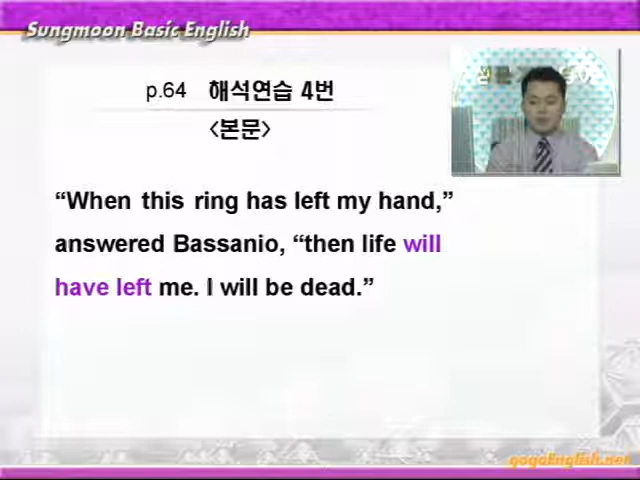 Sungmoon Basic English
p.64 해석연습 4번
<본문>
“When this ring has left my hand,”
answered Bassanio, “then life will
have left me. I will be dead.”
gogoEnglish.net